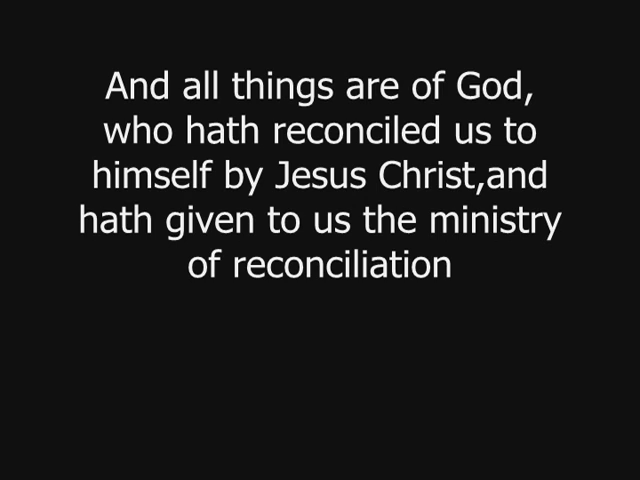 And all things are of God,
who hath reconciled us to
himself by Jesus Christ,and
hath given to us the ministry
of reconciliation